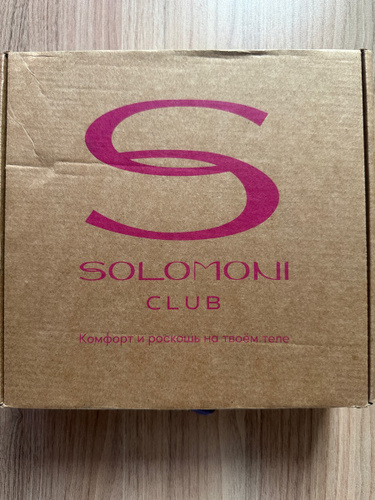 SOLOMONI
CLUB
Комфорт и роскошь на твоем теле